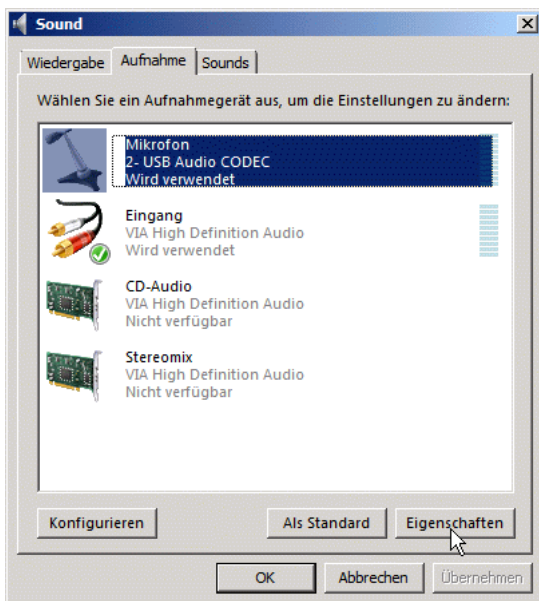 Sound
Wiedergabe Aufnahme Sounds
Wählen Sie ein Aufnahmegerät aus, um die Einstellungen zu ändern:
Mikrofon
2- USB Audio CODEC
Wird verwendet
Eingang
VIA High Definition Audio
Wird verwendet
CD-Audio
VIA High Definition Audio
Nicht verfügbar
Stereomix
VIA High Definition Audio
Nicht verfügbar
Konfigurieren Als Standard Eigenschaften
OK Abbrechen Übernehmen